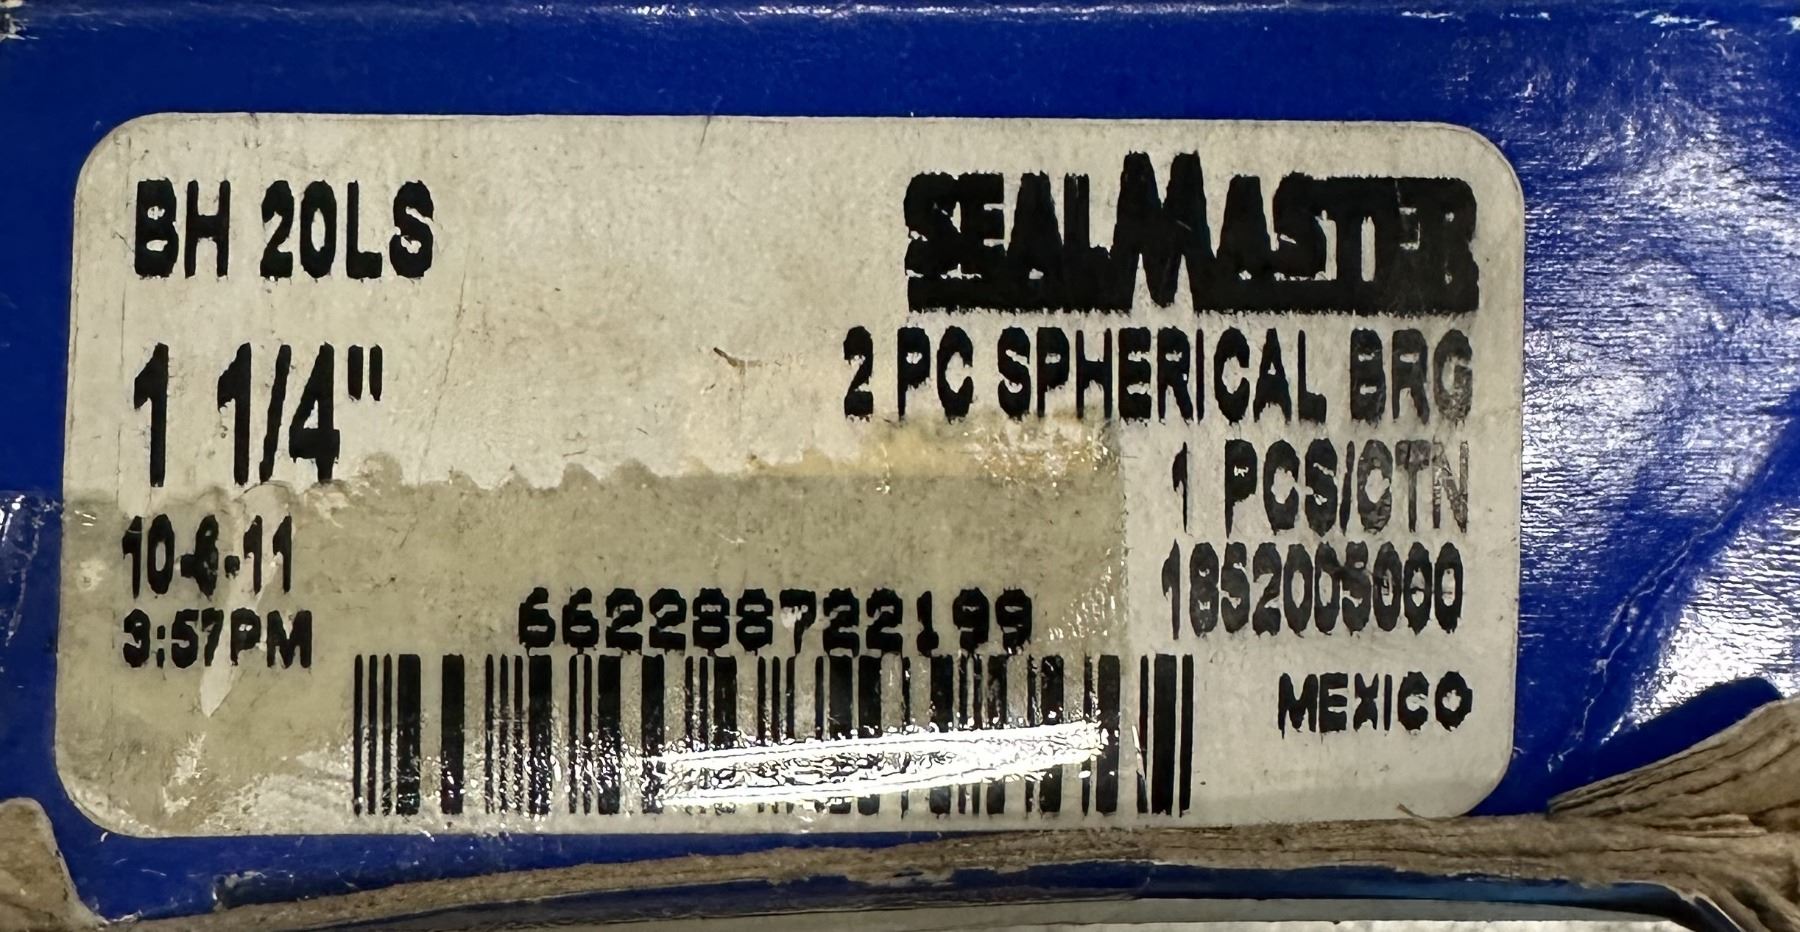 BH 20LS
SEALMASTER
1 1/4"
2 PC SPHERICAL BRG
1 PCS/CTN
10-6-11
1852005000
3:57PM
662288722199
MEXICO